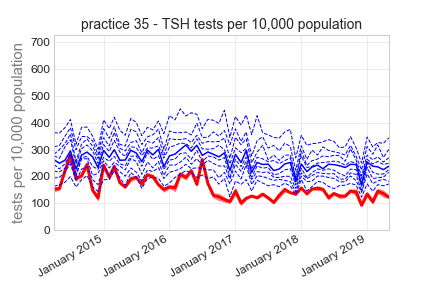 practice 35 - TSH tests per 10,000 population
tests per 10,000 population
700
600
500
400
300
200
100
0
January 2015
January 2016
January 2017
January 2018
January 2019